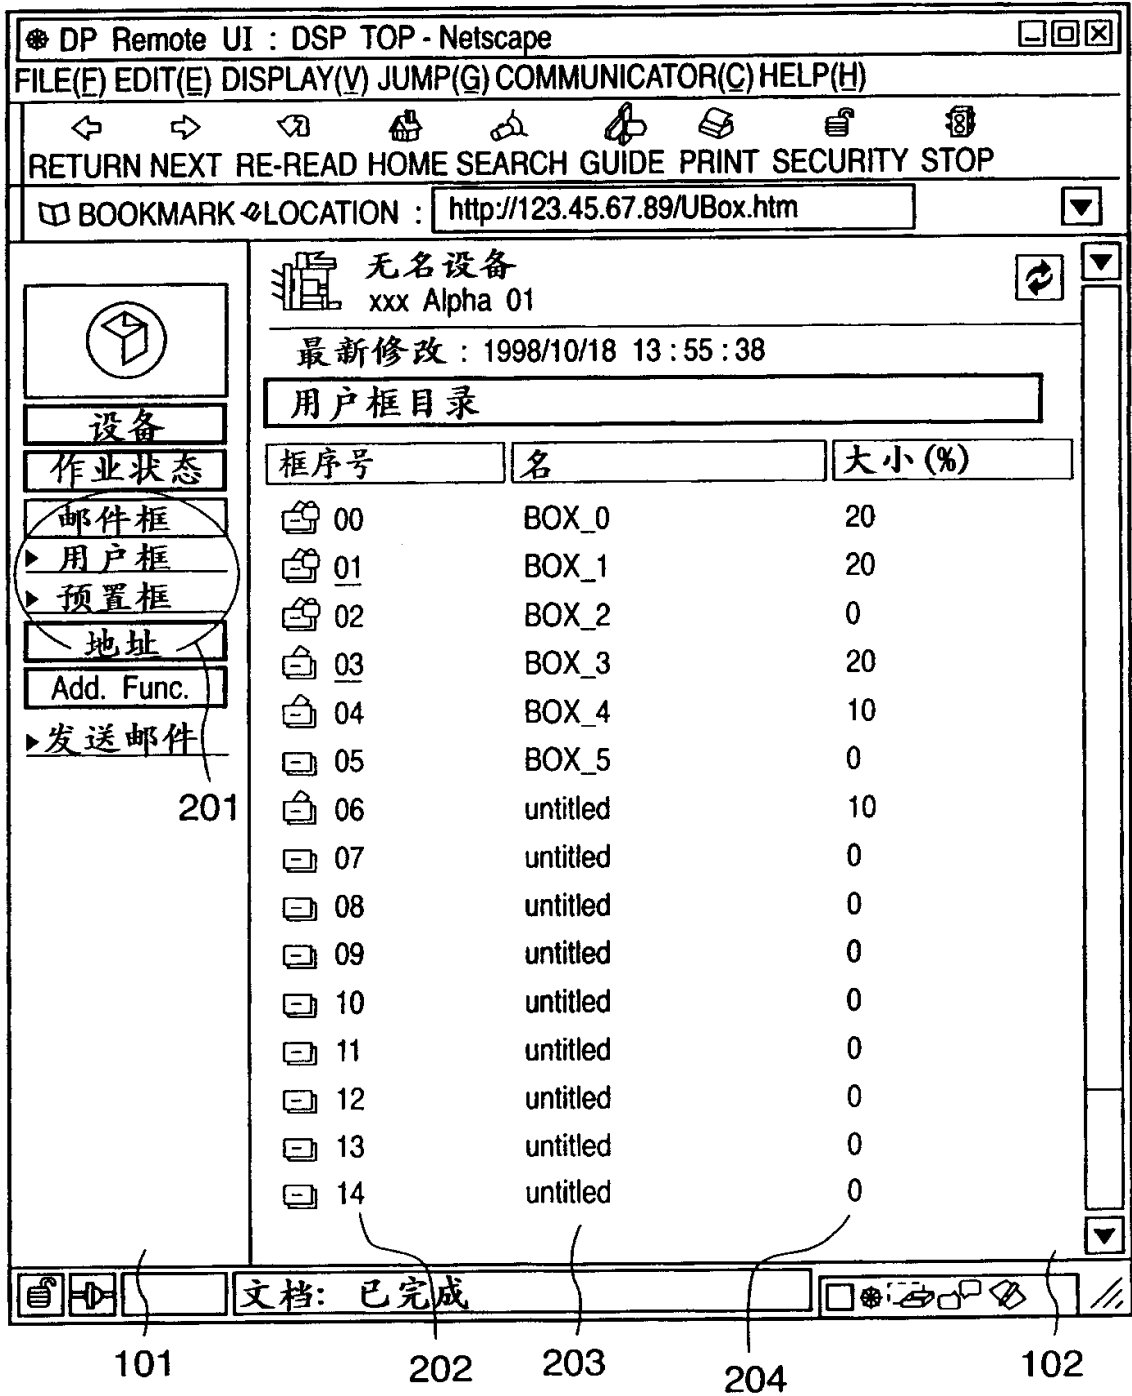 DP Remote UI : DSP TOP - Netscape
FILE(F) EDIT(E) DISPLAY(V) JUMP(G) COMMUNICATOR(C) HELP(H)
RETURN NEXT RE-READ HOME SEARCH GUIDE PRINT SECURITY STOP
BOOKMARK LOCATION : http://123.45.67.89/UBox.htm
无名设备
xxx Alpha 01
最新修改 : 1998/10/18 13 : 55 : 38
用户框目录
设备
作业状态
邮件框
用户框
预置框
地址
Add. Func.
发送邮件
201
框序号 名 大小(%)
00 BOX_0 20
01 BOX_1 20
02 BOX_2 0
03 BOX_3 20
04 BOX_4 10
05 BOX_5 0
06 untitled 10
07 untitled 0
08 untitled 0
09 untitled 0
10 untitled 0
11 untitled 0
12 untitled 0
13 untitled 0
14 untitled 0
文档: 已完成
101 202 203 204 102